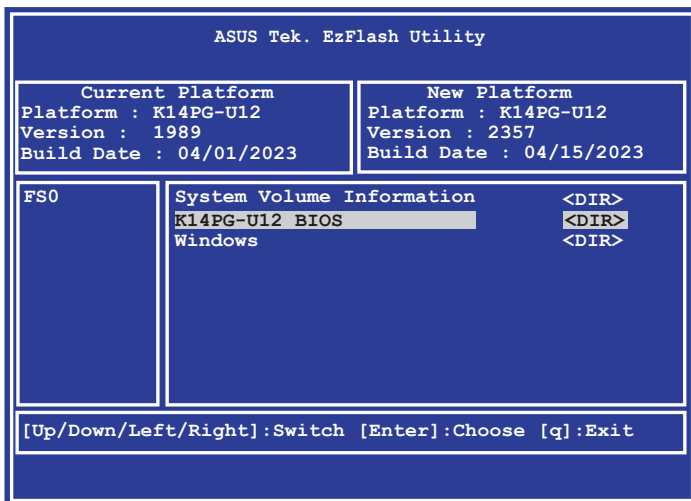 ASUS Tek. EzFlash Utility
Current Platform
Platform : K14PG-U12
Version : 1989
Build Date : 04/01/2023
New Platform
Platform : K14PG-U12
Version : 2357
Build Date : 04/15/2023
FS0
System Volume Information <DIR>
K14PG-U12 BIOS <DIR>
Windows <DIR>
[Up/Down/Left/Right]:Switch [Enter]:Choose [q]:Exit